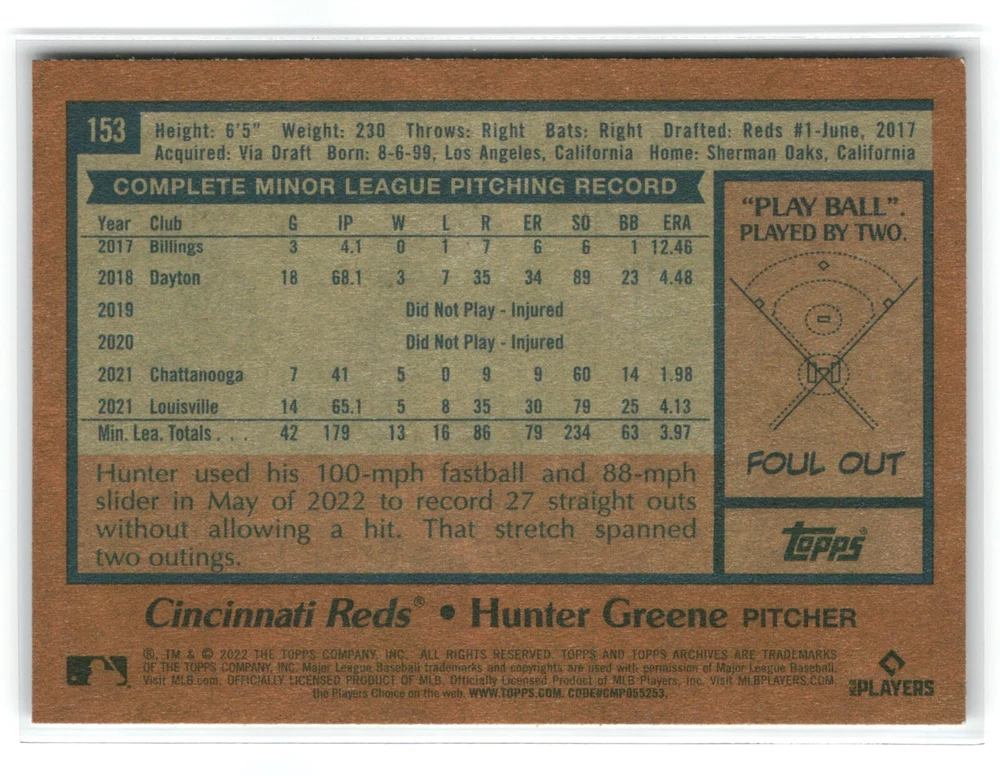 153
Height: 6'5" Weight: 230 Throws: Right Bats: Right Drafted: Reds #1-June, 2017
Acquired: Via Draft Born: 8-6-99, Los Angeles, California Home: Sherman Oaks, California
COMPLETE MINOR LEAGUE PITCHING RECORD
Year Club G IP W L R ER SO BB ERA
2017 Billings 3 4.1 0 1 7 6 6 1 12.46
2018 Dayton 18 68.1 3 7 35 34 89 23 4.48
2019 Did Not Play - Injured
2020 Did Not Play - Injured
2021 Chattanooga 7 41 5 0 9 9 60 14 1.98
2021 Louisville 14 65.1 5 8 35 30 79 25 4.13
Min. Lea. Totals . . . 42 179 13 16 86 79 234 63 3.97
Hunter used his 100-mph fastball and 88-mph
slider in May of 2022 to record 27 straight outs
without allowing a hit. That stretch spanned
two outings.
"PLAY BALL".
PLAYED BY TWO.
FOUL OUT
Topps®
Cincinnati Reds® • Hunter Greene PITCHER
®, TM & © 2022 THE TOPPS COMPANY, INC. ALL RIGHTS RESERVED. TOPPS AND TOPPS ARCHIVES ARE TRADEMARKS
OF THE TOPPS COMPANY, INC. Major League Baseball trademarks and copyrights are used with permission of Major League Baseball.
Visit MLB.com. OFFICIALLY LICENSED PRODUCT OF MLB. Officially Licensed Product of MLB Players, Inc. Visit MLBPLAYERS.COM,
the Players Choice on the web. WWW.TOPPS.COM. CODE#CMP055253.
MLB PLAYERS